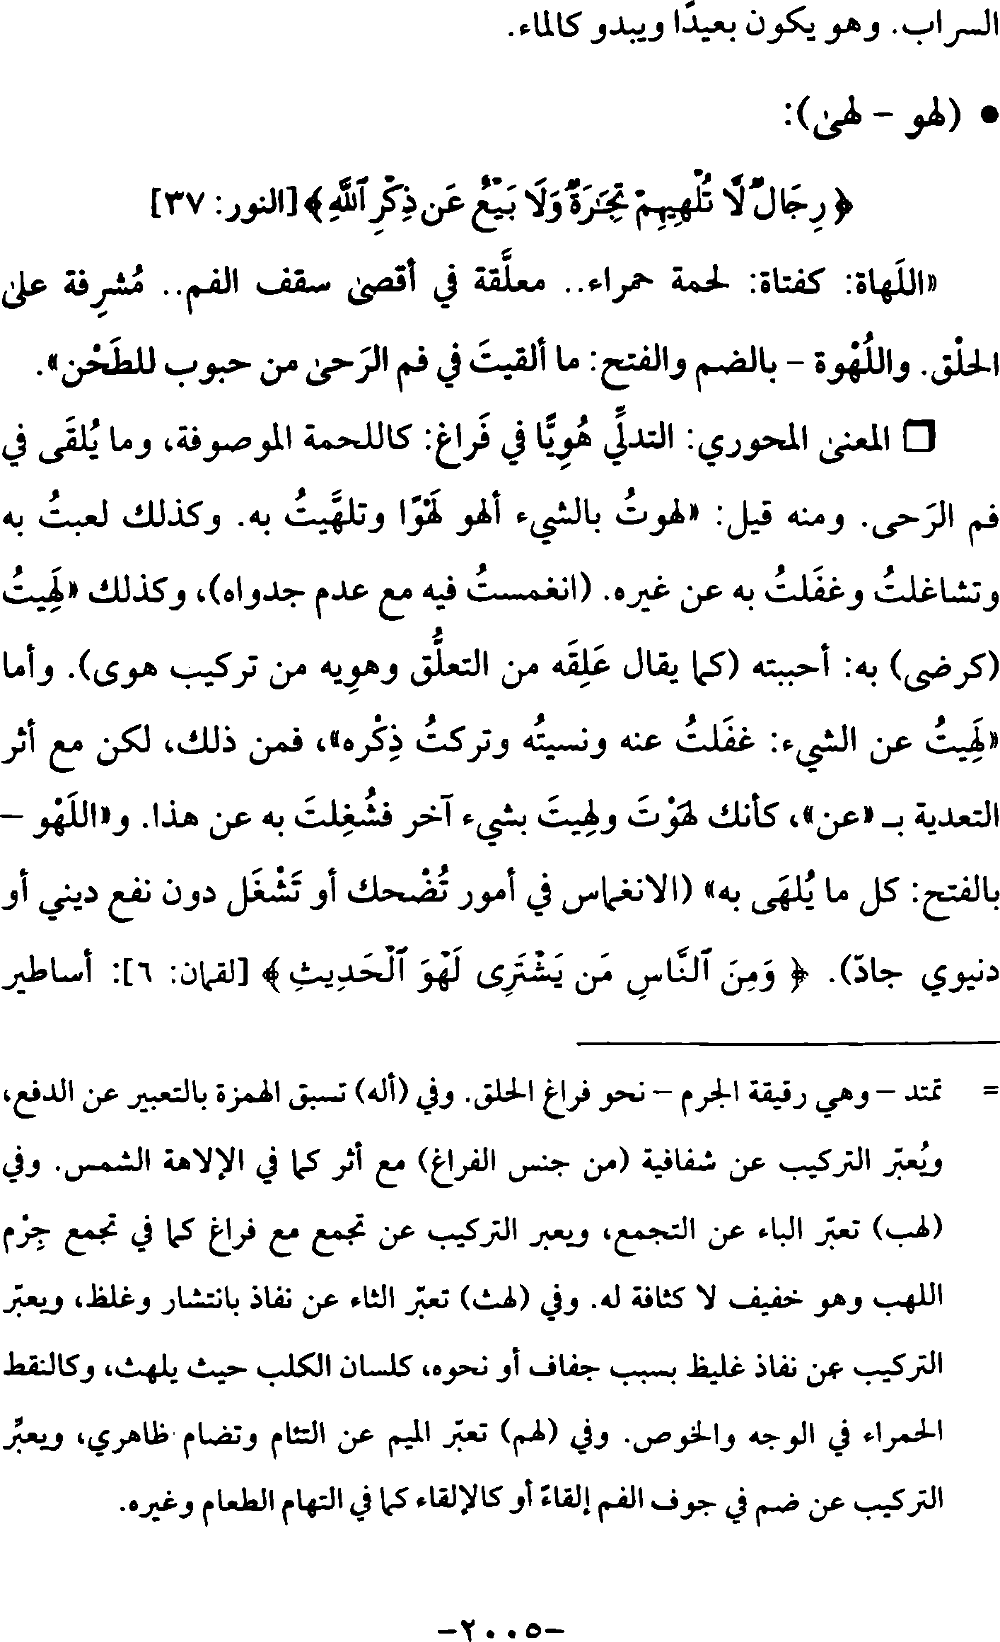 السراب. وهو يكون بعيدًا ويبدو كالماء.
• (لهو - لهى):
﴿رِجَالٌ لَّا تُلْهِيهِمْ تِجَٰرَةٌ وَلَا بَيْعٌ عَن ذِكْرِ ٱللَّهِ﴾ [النور: ٣٧]
«اللَهاة: كفتاة: لحمة حمراء.. معلَّقة في أقصى سقف الفم.. مُشرِفة على
الحلْق. واللُهْوة - بالضم والفتح: ما ألقيتَ في فم الرَحى من حبوب للطَحْن».
□ المعنى المحوري: التدلِّي هُوِيًّا في فَراغ: كاللحمة الموصوفة، وما يُلقَى في
فم الرَحى. ومنه قيل: «لهوتُ بالشيء ألهو لَهْوًا وتلهَّيتُ به. وكذلك لعبتُ به
وتشاغلتُ وغفَلتُ به عن غيره. (انغمستُ فيه مع عدم جدواه)، وكذلك «لَهِيتُ
(كرضى) به: أحببته (كما يقال عَلِقَه من التعلُّق وهوِيه من تركيب هوى). وأما
«لَهِيتُ عن الشيء: غفَلتُ عنه ونسيتُه وتركتُ ذِكْره»، فمن ذلك، لكن مع أثر
التعدية بـ «عن»، كأنك لهَوْتَ ولهِيتَ بشيء آخر فشُغِلتَ به عن هذا. و«اللَهْو -
بالفتح: كل ما يُلهَى به» (الانغماس في أمور تُضْحك أو تَشْغَل دون نفع ديني أو
دنيوي جادّ). ﴿وَمِنَ ٱلنَّاسِ مَن يَشْتَرِى لَهْوَ ٱلْحَدِيثِ﴾ [لقمان: ٦]: أساطير
= تمتد - وهي رقيقة الجرم - نحو فراغ الحلق. وفي (أله) تسبق الهمزة بالتعبير عن الدفع،
ويُعبّر التركيب عن شفافية (من جنس الفراغ) مع أثر كما في الإلاهة الشمس. وفي
(لهب) تعبّر الباء عن التجمع، ويعبر التركيب عن تجمع مع فراغ كما في تجمع جِرْم
اللهب وهو خفيف لا كثافة له. وفي (لهث) تعبّر الثاء عن نفاذ بانتشار وغلظ، ويعبّر
التركيب عن نفاذ غليظ بسبب جفاف أو نحوه، كلسان الكلب حيث يلهث، وكالنقط
الحمراء في الوجه والخوص. وفي (لهم) تعبّر الميم عن التئام وتضام ظاهري، ويعبِّر
التركيب عن ضم في جوف الفم إلقاءً أو كالإلقاء كما في التهام الطعام وغيره.
-٢٠٠٥-